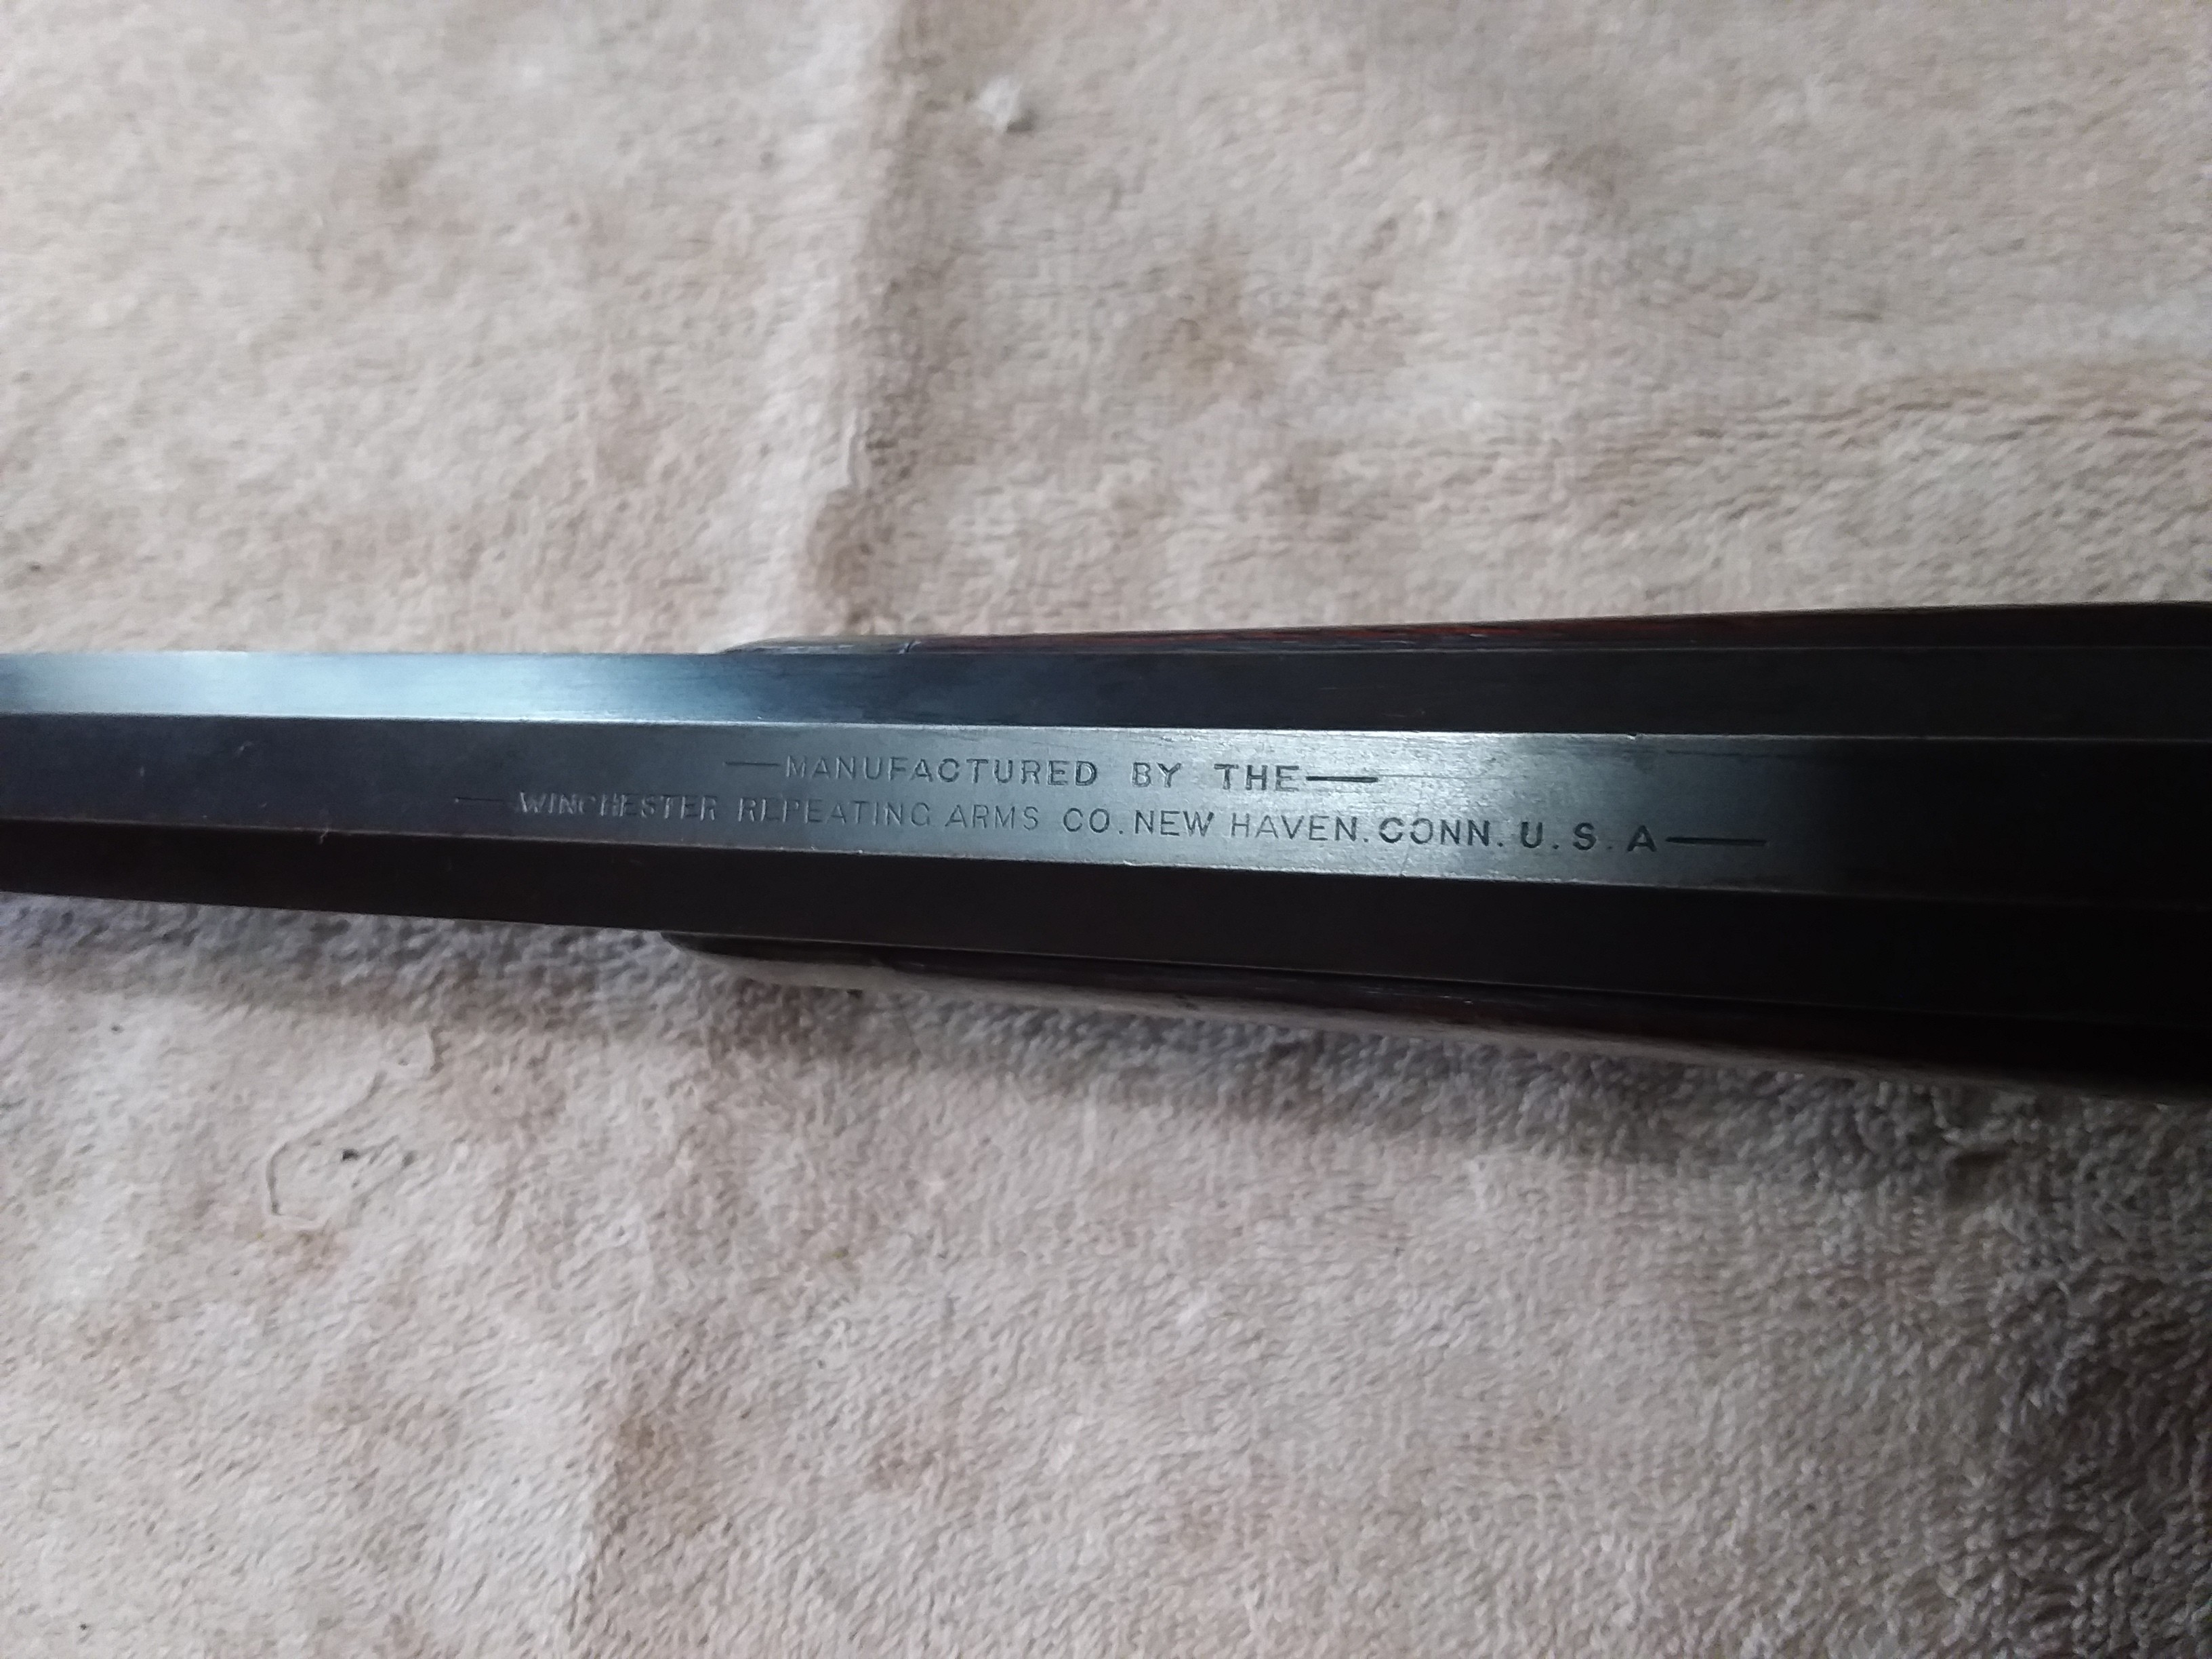 —MANUFACTURED BY THE—
—WINCHESTER REPEATING ARMS CO. NEW HAVEN. CONN. U.S.A—